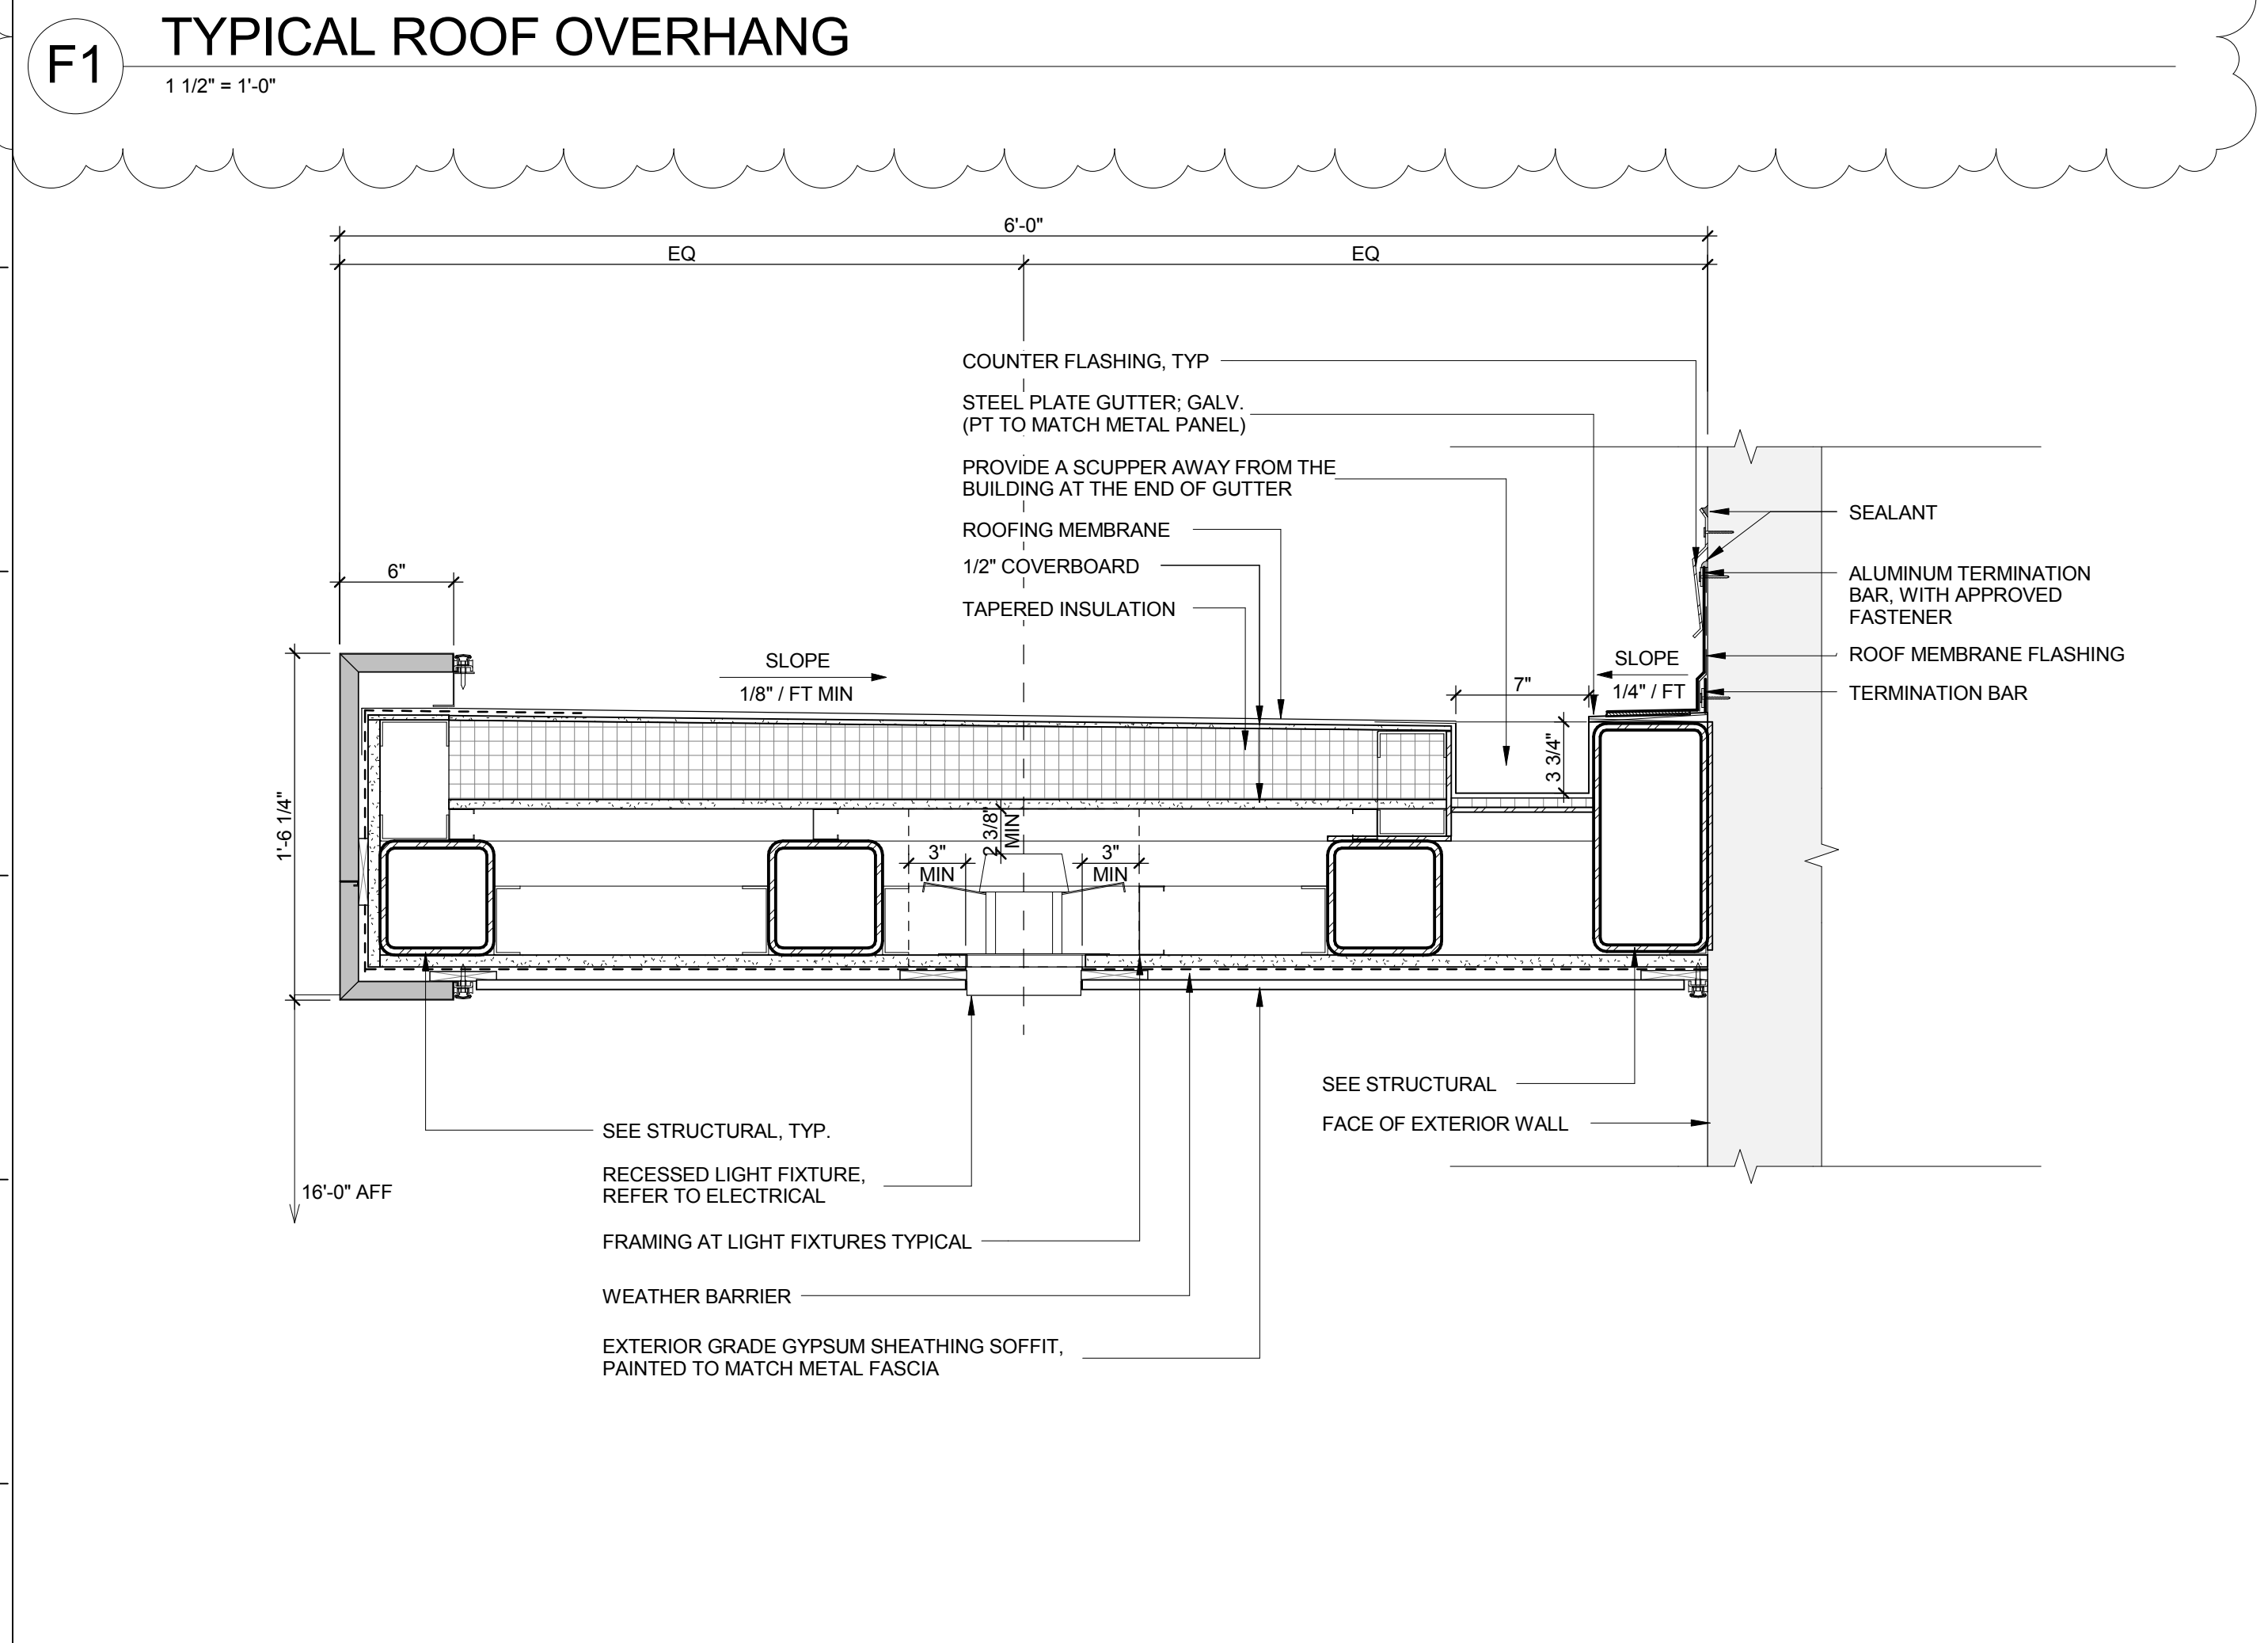 F1
TYPICAL ROOF OVERHANG
1 1/2" = 1'-0"
6'-0"
EQ
EQ
COUNTER FLASHING, TYP
STEEL PLATE GUTTER; GALV.
(PT TO MATCH METAL PANEL)
PROVIDE A SCUPPER AWAY FROM THE
BUILDING AT THE END OF GUTTER
ROOFING MEMBRANE
1/2" COVERBOARD
TAPERED INSULATION
SEALANT
ALUMINUM TERMINATION
BAR, WITH APPROVED
FASTENER
ROOF MEMBRANE FLASHING
TERMINATION BAR
6"
SLOPE
1/8" / FT MIN
7"
SLOPE
1/4" / FT
3 3/4"
1'-6 1/4"
2 3/8"
MIN
3"
MIN
3"
MIN
16'-0" AFF
SEE STRUCTURAL
FACE OF EXTERIOR WALL
SEE STRUCTURAL, TYP.
RECESSED LIGHT FIXTURE,
REFER TO ELECTRICAL
FRAMING AT LIGHT FIXTURES TYPICAL
WEATHER BARRIER
EXTERIOR GRADE GYPSUM SHEATHING SOFFIT,
PAINTED TO MATCH METAL FASCIA